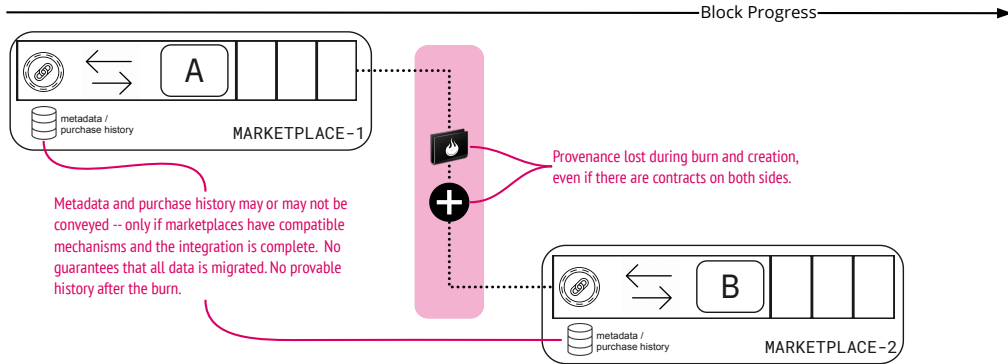 Block Progress
A
metadata /
purchase history
MARKETPLACE-1
Provenance lost during burn and creation,
even if there are contracts on both sides.
Metadata and purchase history may or may not be
conveyed -- only if marketplaces have compatible
mechanisms and the integration is complete. No
guarantees that all data is migrated. No provable
history after the burn.
B
metadata /
purchase history
MARKETPLACE-2